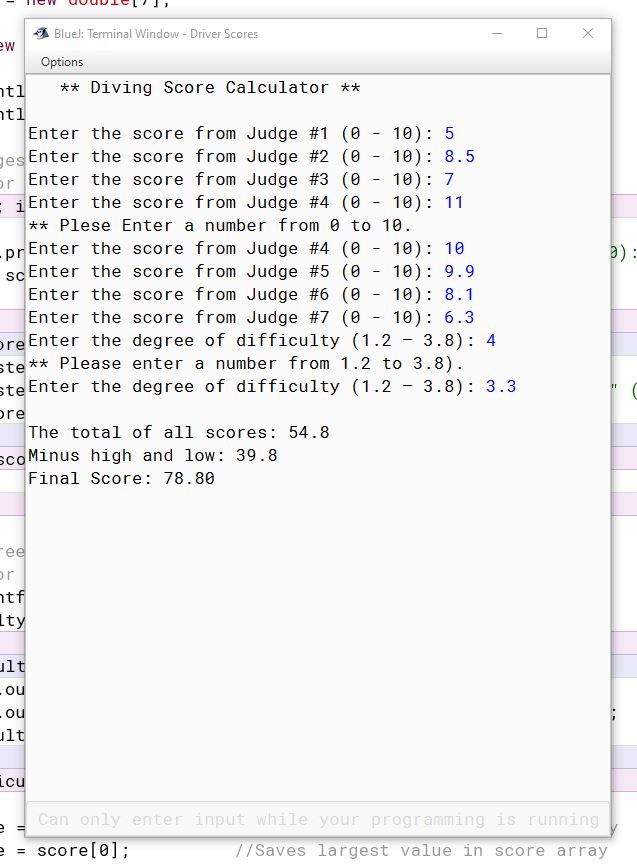 = new double[7];
BlueJ: Terminal Window - Driver Scores
Options
** Diving Score Calculator **
Enter the score from Judge #1 (0 - 10): 5
Enter the score from Judge #2 (0 - 10): 8.5
Enter the score from Judge #3 (0 - 10): 7
Enter the score from Judge #4 (0 - 10): 11
** Plese Enter a number from 0 to 10.
Enter the score from Judge #4 (0 - 10): 10
Enter the score from Judge #5 (0 - 10): 9.9
Enter the score from Judge #6 (0 - 10): 8.1
Enter the score from Judge #7 (0 - 10): 6.3
Enter the degree of difficulty (1.2 – 3.8): 4
** Please enter a number from 1.2 to 3.8).
Enter the degree of difficulty (1.2 – 3.8): 3.3
The total of all scores: 54.8
Minus high and low: 39.8
Final Score: 78.80
Can only enter input while your programming is running
e = score[0]; //Saves largest value in score array